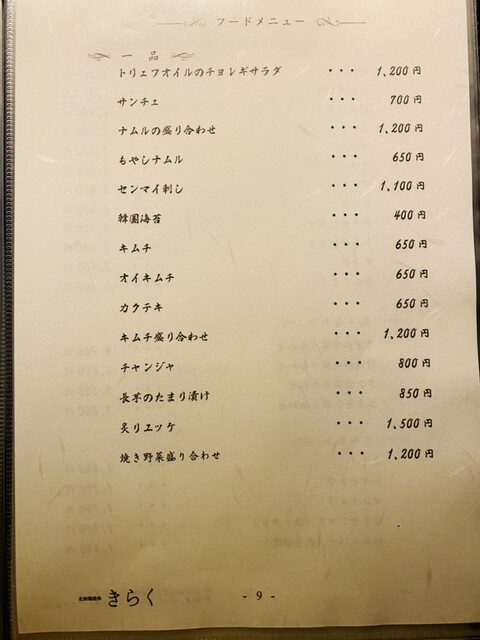 フードメニュー
一品
トリュフオイルのチョレギサラダ ・・・ 1,200円
サンチェ ・・・ 700円
ナムルの盛り合わせ ・・・ 1,200円
もやしナムル ・・・ 650円
センマイ刺し ・・・ 1,100円
韓国海苔 ・・・ 400円
キムチ ・・・ 650円
オイキムチ ・・・ 650円
カクテキ ・・・ 650円
キムチ盛り合わせ ・・・ 1,200円
チャンジャ ・・・ 800円
長芋のたまり漬け ・・・ 850円
炙りエッケ ・・・ 1,500円
焼き野菜盛り合わせ ・・・ 1,200円
きらく
- 9 -